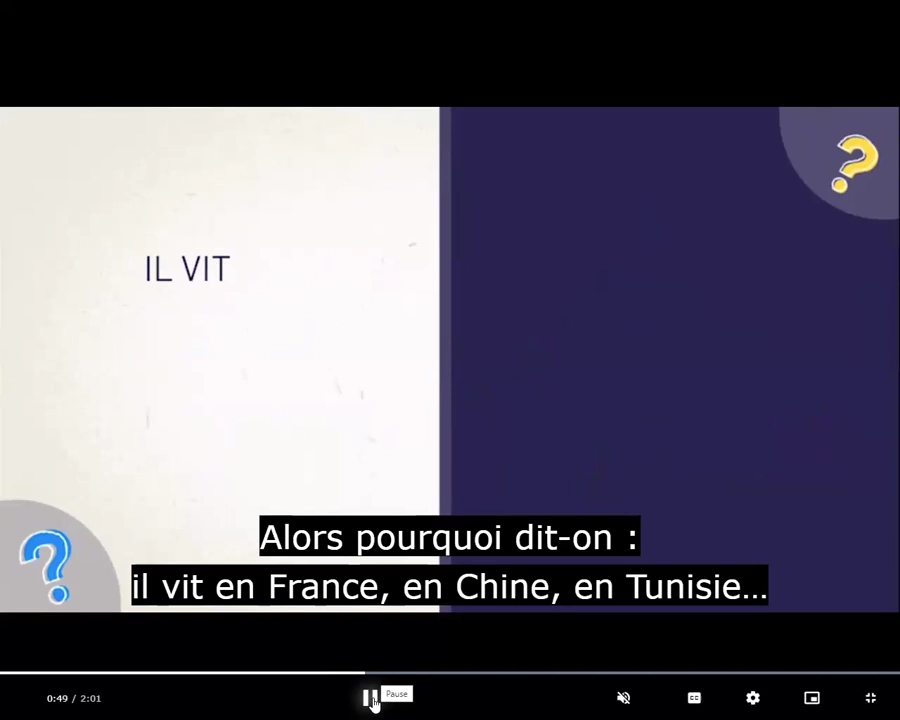 IL VIT
Alors pourquoi dit-on :
il vit en France, en Chine, en Tunisie…
0:49 / 2:01
Pause
CC